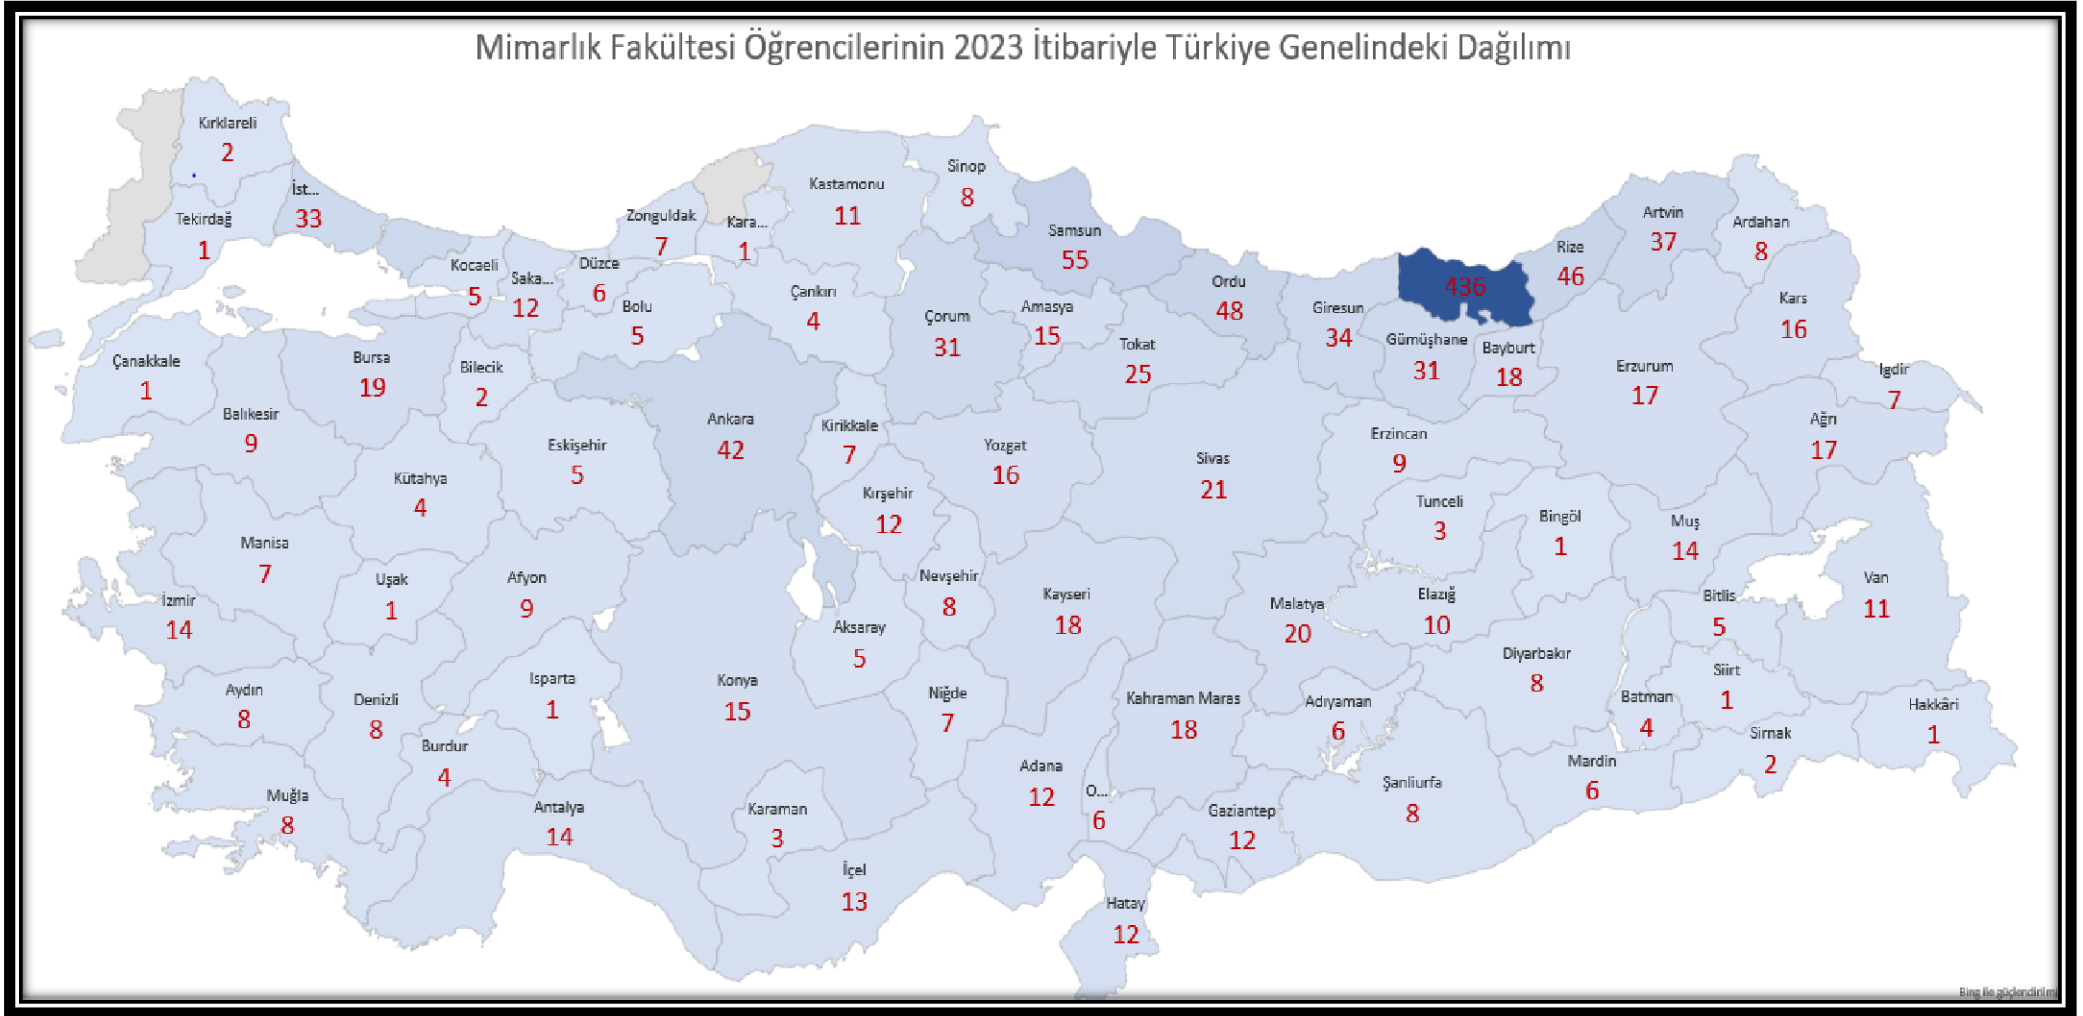 Mimarlık Fakültesi Öğrencilerinin 2023 İtibariyle Türkiye Genelindeki Dağılımı
Kırklareli
2
Tekirdağ
1
İst...
33
Kocaeli
5
Saka...
12
Düzce
6
Zonguldak
7
Bolu
5
Kara...
1
Kastamonu
11
Çankırı
4
Sinop
8
Samsun
55
Çorum
31
Amasya
15
Tokat
25
Ordu
48
Giresun
34
436
Gümüşhane
31
Bayburt
18
Rize
46
Artvin
37
Ardahan
8
Kars
16
Igdir
7
Erzurum
17
Ağrı
17
Çanakkale
1
Balıkesir
9
Bursa
19
Bilecik
2
Kütahya
4
Eskişehir
5
Ankara
42
Kirikkale
7
Kırşehir
12
Yozgat
16
Sivas
21
Erzincan
9
Tunceli
3
Bingöl
1
Muş
14
Van
11
Bitlis
5
Manisa
7
İzmir
14
Uşak
1
Afyon
9
Aksaray
5
Nevşehir
8
Kayseri
18
Malatya
20
Elazığ
10
Diyarbakır
8
Siirt
1
Batman
4
Sirnak
2
Hakkâri
1
Aydın
8
Denizli
8
Isparta
1
Burdur
4
Konya
15
Niğde
7
Kahraman Maras
18
Adıyaman
6
Mardin
6
Şanliurfa
8
Muğla
8
Antalya
14
Karaman
3
Adana
12
O...
6
Gaziantep
12
İçel
13
Hatay
12
Bing ile güçlendirilmi